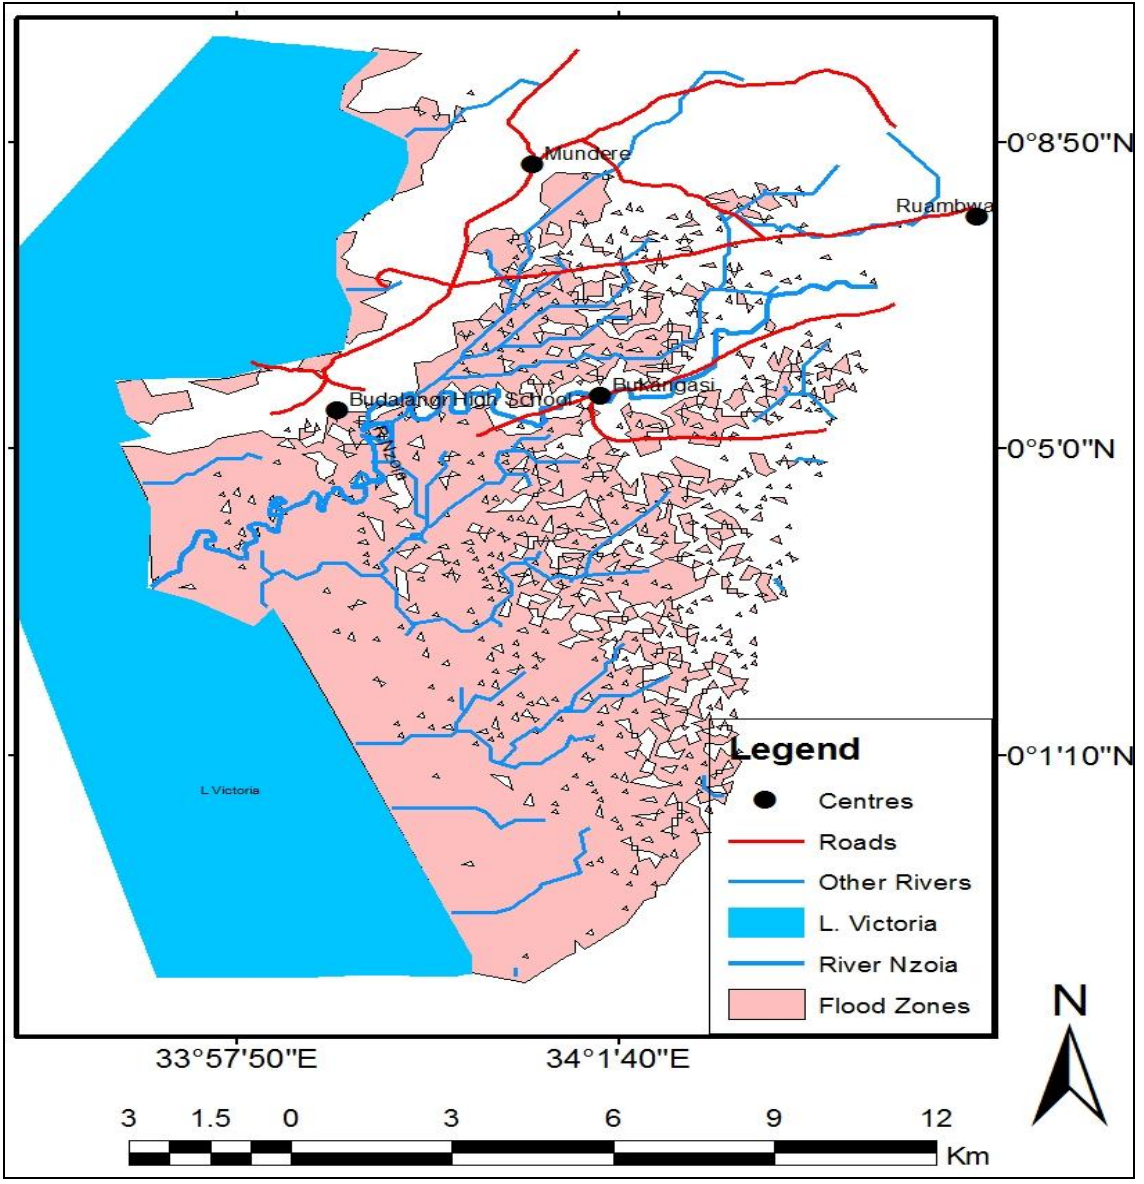 Mundere
0°8'50"N
Ruambwa
Bukangasi
Budalangi High School
R.Nzoia
0°5'0"N
L Victoria
0°1'10"N
Legend
Centres
Roads
Other Rivers
L. Victoria
River Nzoia
Flood Zones
N
33°57'50"E
34°1'40"E
3 1.5 0 3 6 9 12
Km